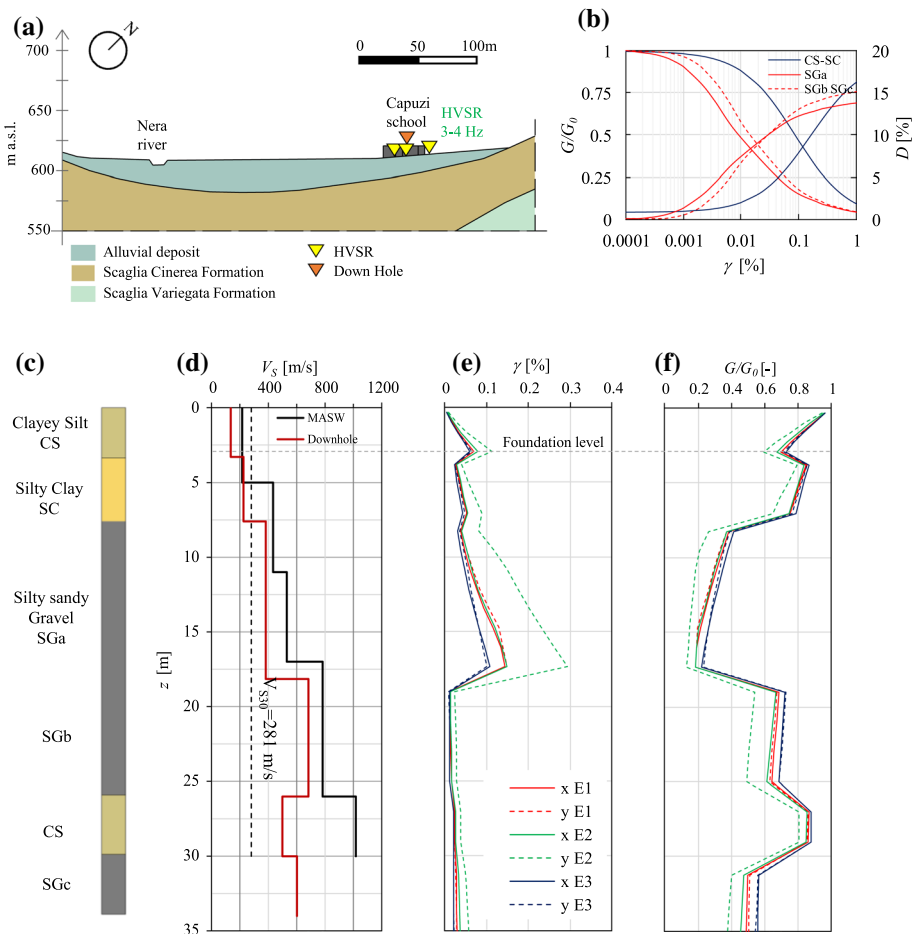 (a)
N
700
650
600
550
m a.s.l.
0 50 100m
Nera
river
Capuzi
school
HVSR
3-4 Hz
Alluvial deposit
Scaglia Cinerea Formation
Scaglia Variegata Formation
HVSR
Down Hole
(b)
1
0.75
0.5
0.25
0
G/G0
20
15
10
5
0
D [%]
CS-SC
SGa
SGb SGc
0.0001 0.001 0.01 0.1 1
γ [%]
(c)
Clayey Silt
CS
Silty Clay
SC
Silty sandy
Gravel
SGa
SGb
CS
SGc
(d)
VS [m/s]
0 400 800 1200
0
5
10
15
20
25
30
35
z [m]
MASW
Downhole
VS30=281 m/s
(e)
γ [%]
0 0.1 0.2 0.3 0.4
Foundation level
x E1
y E1
x E2
y E2
x E3
y E3
(f)
G/G0 [-]
0 0.2 0.4 0.6 0.8 1